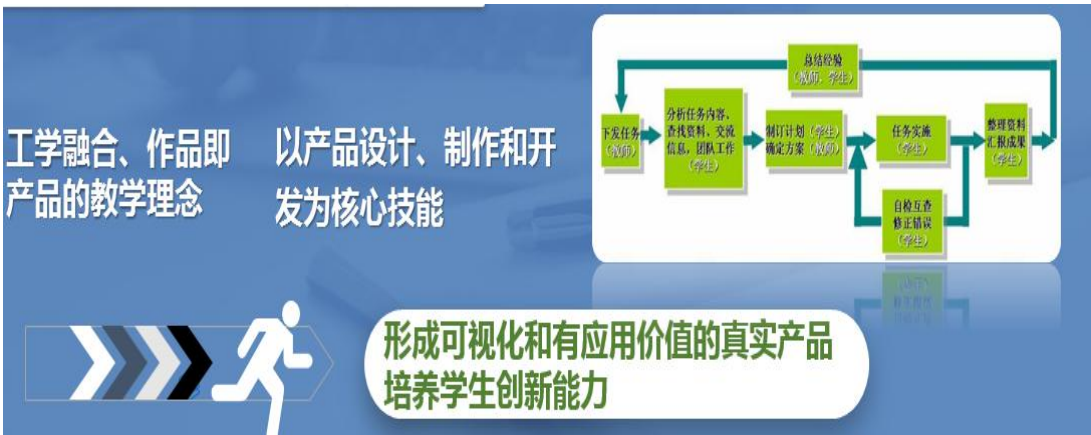 工学融合、作品即
产品的教学理念
以产品设计、制作和开
发为核心技能
总结经验
（教师、学生）
下发任务
（教师）
分析任务内容、
查找资料、交流
信息，团队工作
（学生）
制订计划（学生）
确定方案（教师）
任务实施
（学生）
自检互查
修正错误
（学生）
整理资料
汇报成果
（学生）
形成可视化和有应用价值的真实产品
培养学生创新能力